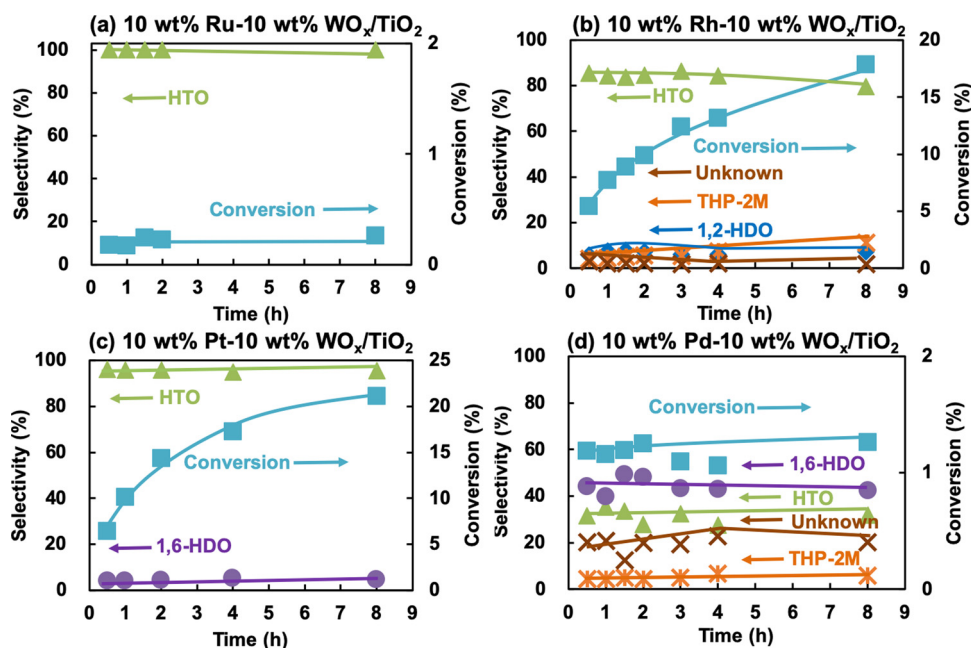 (a) 10 wt% Ru-10 wt% WOₓ/TiO₂
Selectivity (%)
100
80
60
40
20
0
HTO
Conversion
2
1
0
Conversion (%)
0 1 2 3 4 5 6 7 8 9
Time (h)
(b) 10 wt% Rh-10 wt% WOₓ/TiO₂
Selectivity (%)
100
80
60
40
20
0
HTO
Conversion
Unknown
THP-2M
1,2-HDO
20
15
10
5
0
Conversion (%)
0 1 2 3 4 5 6 7 8 9
Time (h)
(c) 10 wt% Pt-10 wt% WOₓ/TiO₂
Selectivity (%)
100
80
60
40
20
0
HTO
Conversion
1,6-HDO
25
20
15
10
5
0
Conversion (%)
0 1 2 3 4 5 6 7 8 9
Time (h)
(d) 10 wt% Pd-10 wt% WOₓ/TiO₂
Selectivity (%)
100
80
60
40
20
0
Conversion
1,6-HDO
HTO
Unknown
THP-2M
2
1
0
Conversion (%)
0 1 2 3 4 5 6 7 8 9
Time (h)